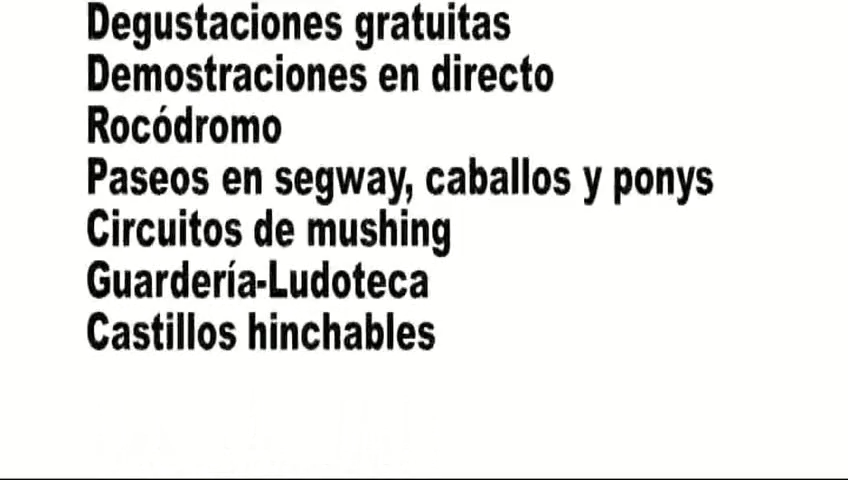 Degustaciones gratuitas
Demostraciones en directo
Rocódromo
Paseos en segway, caballos y ponys
Circuitos de mushing
Guardería-Ludoteca
Castillos hinchables